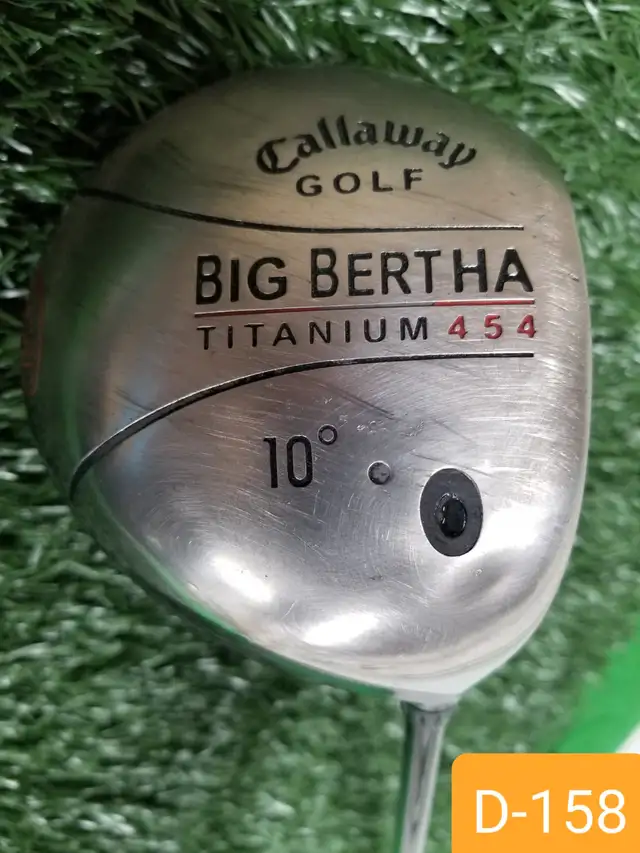 Callaway
GOLF
BIG BERTHA
TITANIUM 454
10°
D-158